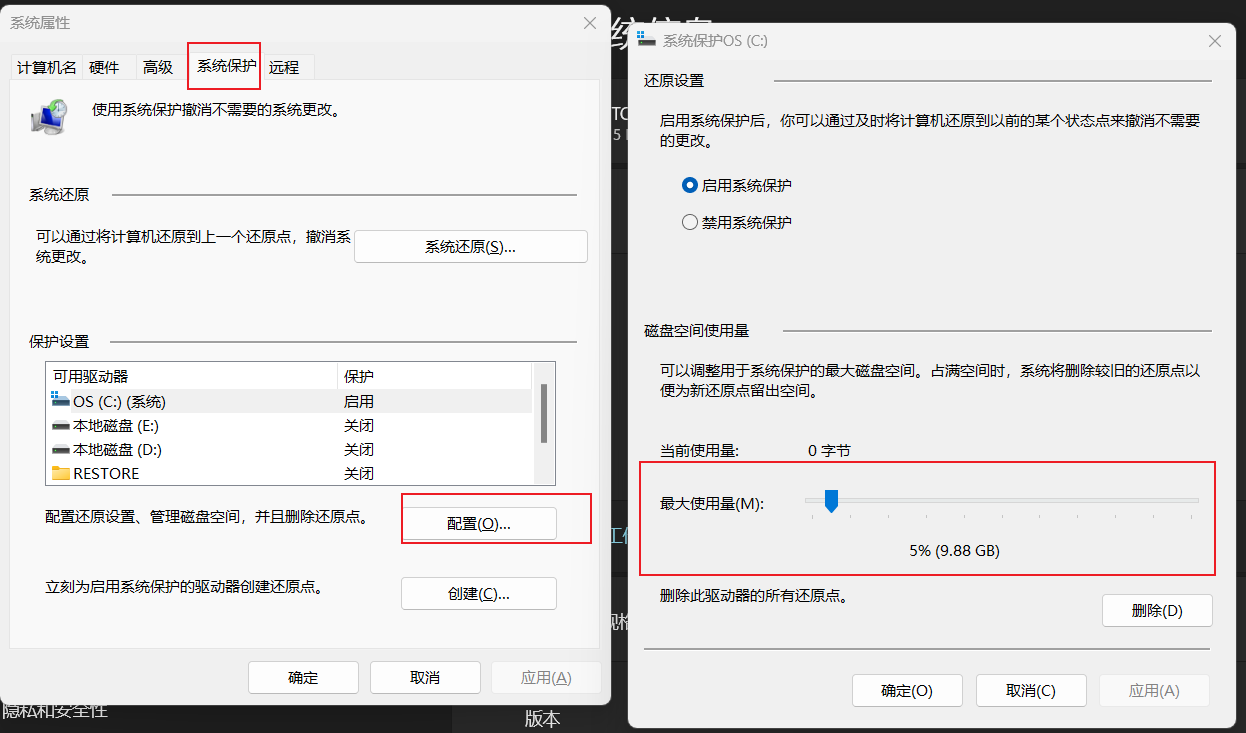 系统属性
计算机名
硬件
高级
系统保护
远程
使用系统保护撤消不需要的系统更改。
系统还原
可以通过将计算机还原到上一个还原点，撤消系
统更改。
系统还原(S)...
保护设置
可用驱动器 保护
OS (C:) (系统) 启用
本地磁盘 (E:) 关闭
本地磁盘 (D:) 关闭
RESTORE 关闭
配置还原设置、管理磁盘空间，并且删除还原点。
配置(O)...
立刻为启用系统保护的驱动器创建还原点。
创建(C)...
确定
取消
应用(A)
隐私和安全性
版本
系统保护OS (C:)
还原设置
启用系统保护后，你可以通过及时将计算机还原到以前的某个状态点来撤消不需要
的更改。
启用系统保护
禁用系统保护
磁盘空间使用量
可以调整用于系统保护的最大磁盘空间。占满空间时，系统将删除较旧的还原点以
便为新还原点留出空间。
当前使用量: 0 字节
最大使用量(M):
5% (9.88 GB)
删除此驱动器的所有还原点。
删除(D)
确定(O)
取消(C)
应用(A)